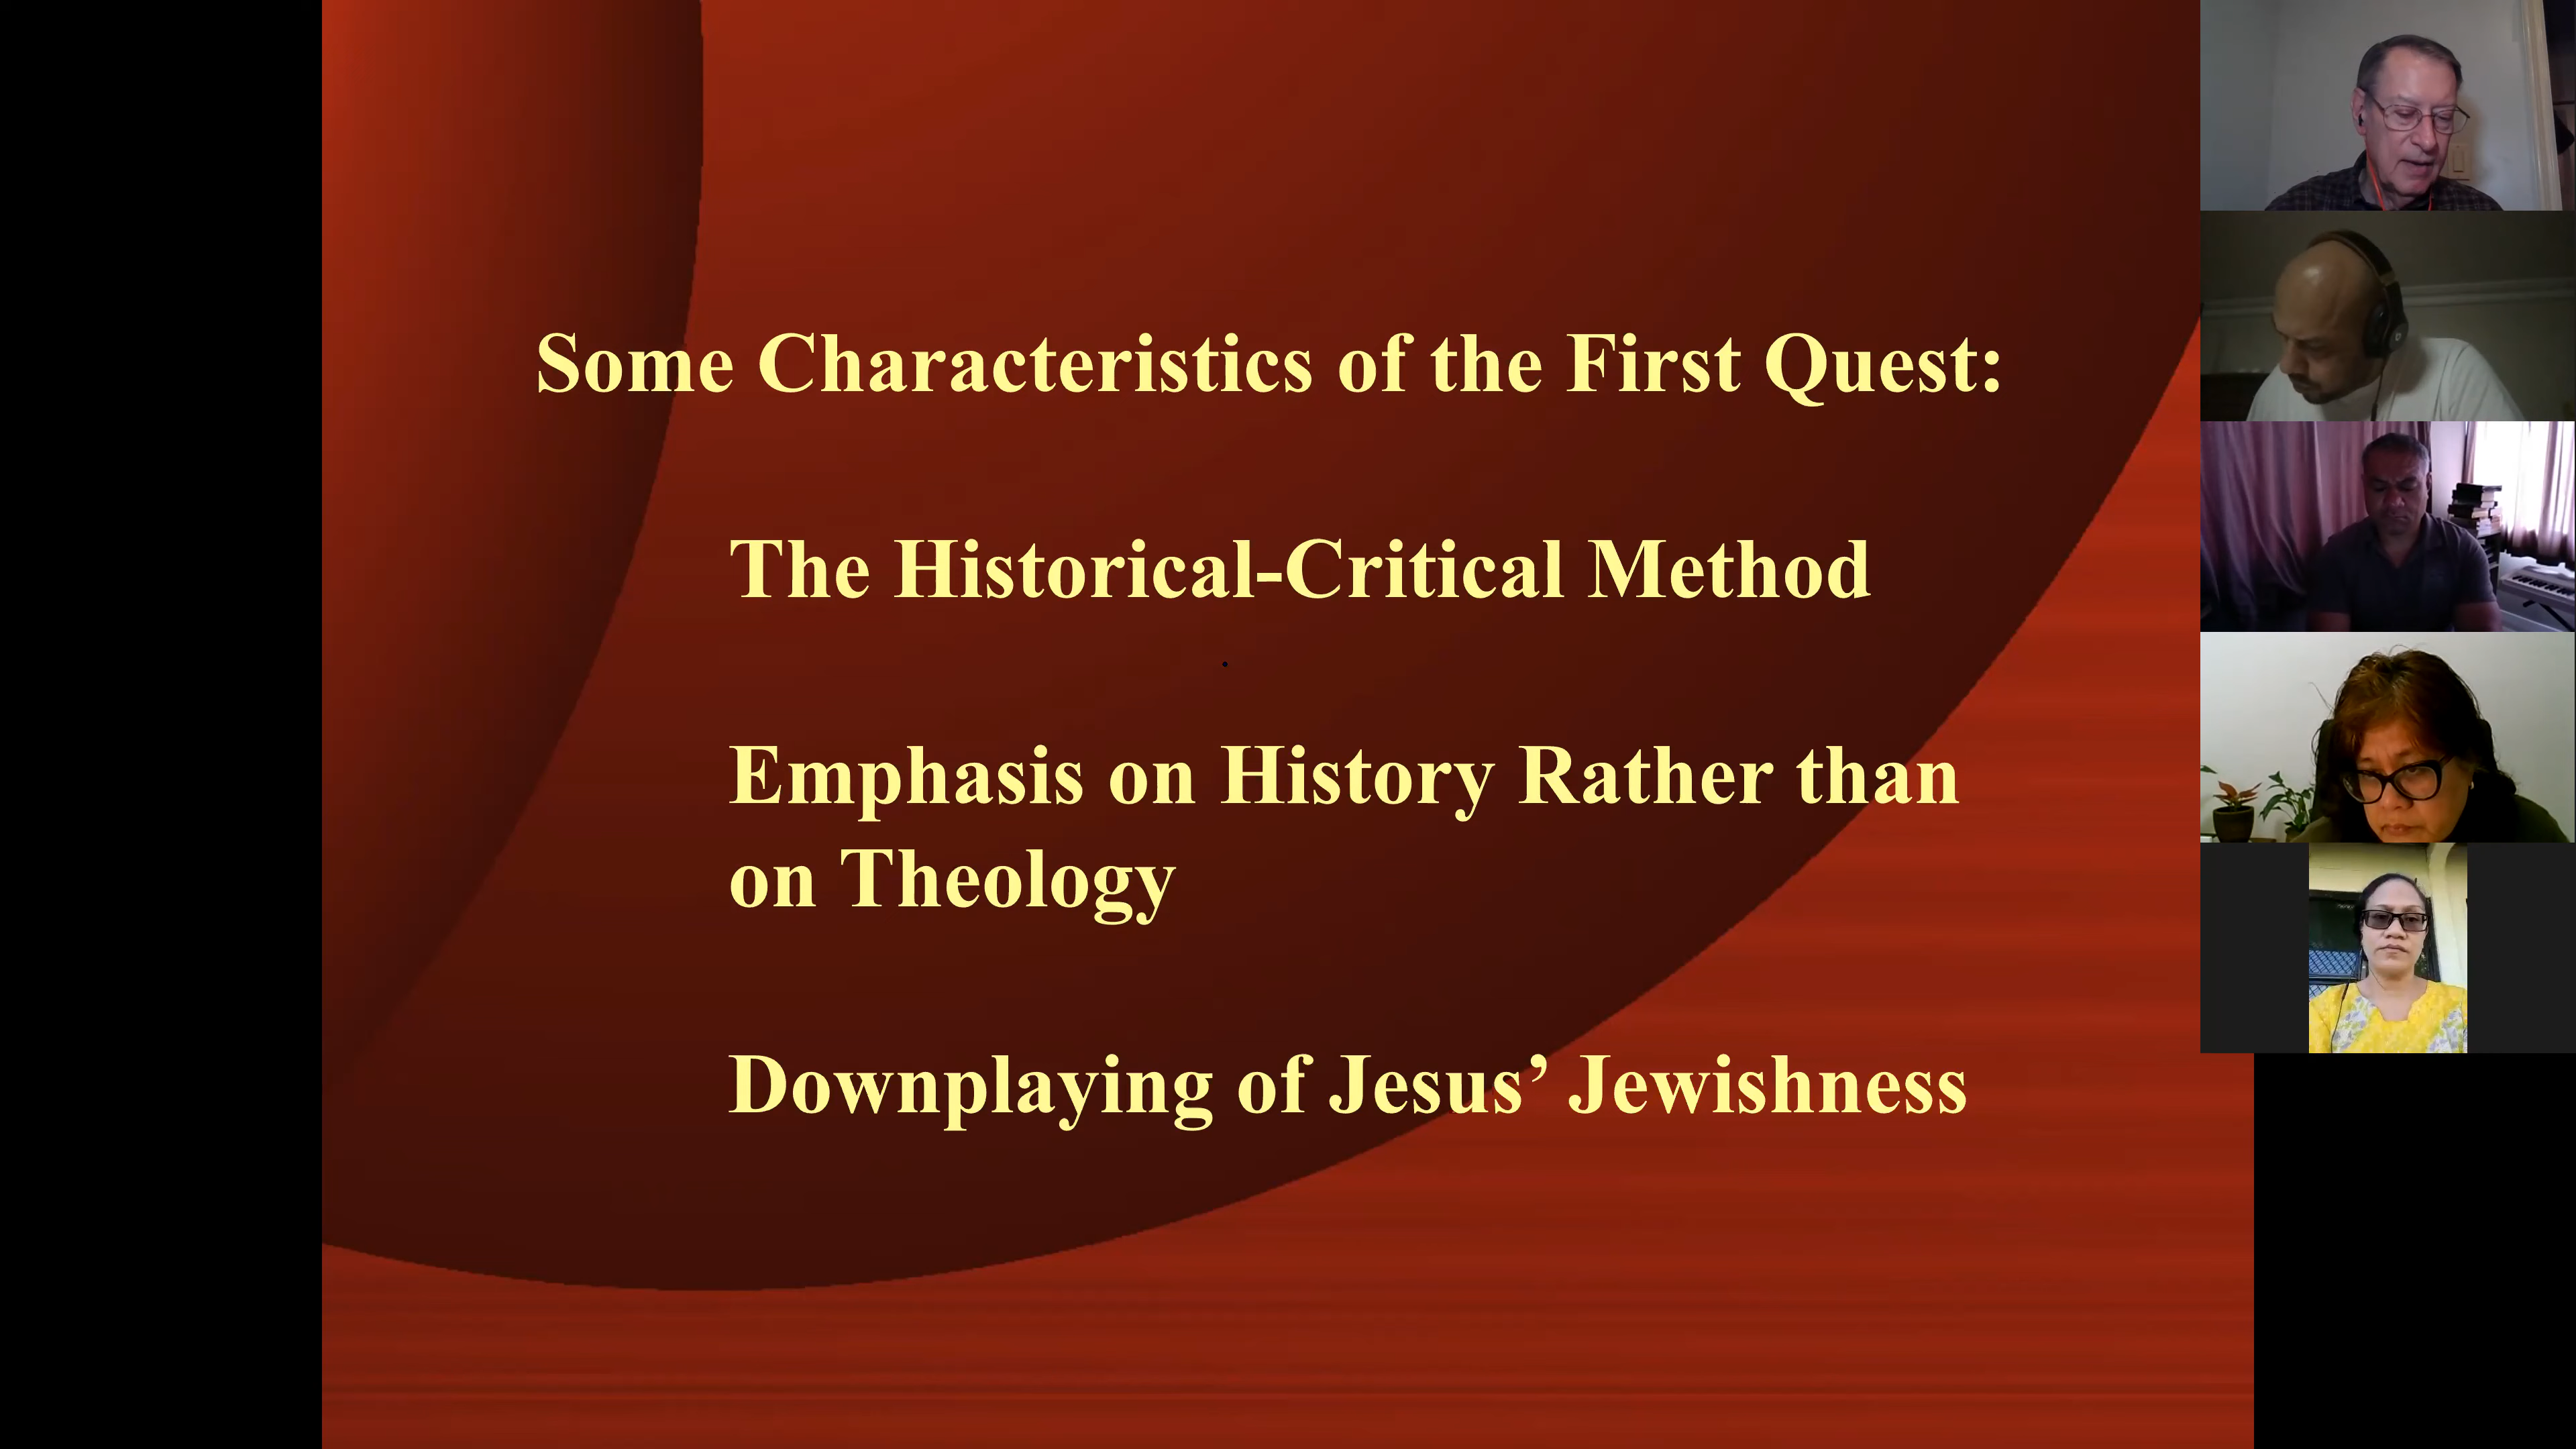 Some Characteristics of the First Quest:
The Historical-Critical Method
Emphasis on History Rather than
on Theology
Downplaying of Jesus’ Jewishness